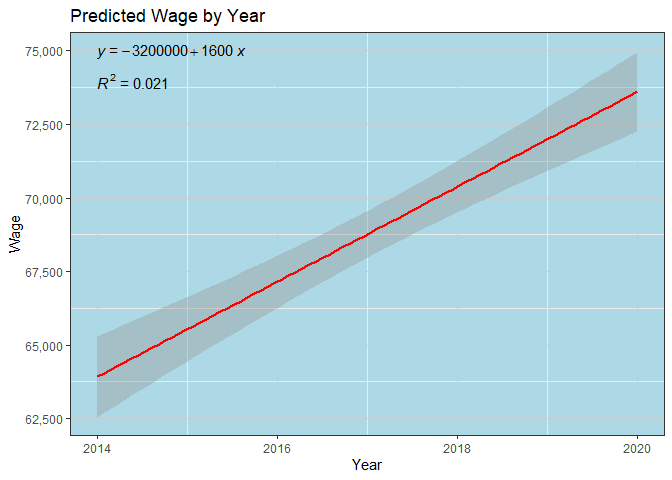 Predicted Wage by Year
y = −3200000 + 1600 x
R² = 0.021
75,000
72,500
70,000
67,500
65,000
62,500
Wage
2014 2016 2018 2020
Year